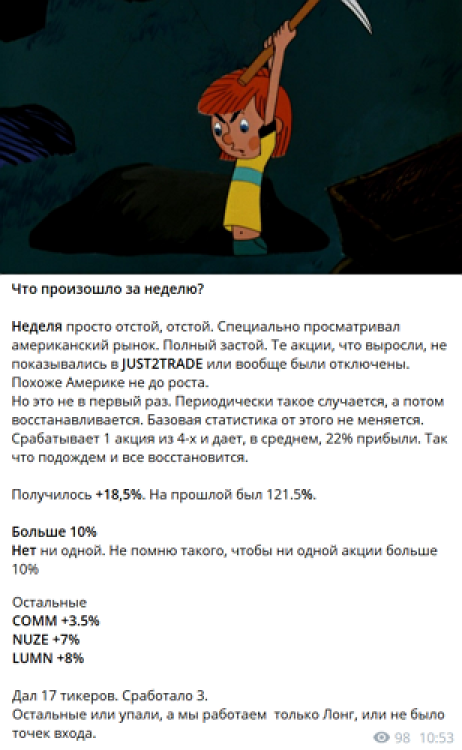 Что произошло за неделю?
Неделя просто отстой, отстой. Специально просматривал
американский рынок. Полный застой. Те акции, что выросли, не
показывались в JUST2TRADE или вообще были отключены.
Похоже Америке не до роста.
Но это не в первый раз. Периодически такое случается, а потом
восстанавливается. Базовая статистика от этого не меняется.
Срабатывает 1 акция из 4-х и дает, в среднем, 22% прибыли. Так
что подождем и все восстановится.
Получилось +18,5%. На прошлой был 121.5%.
Больше 10%
Нет ни одной. Не помню такого, чтобы ни одной акции больше
10%
Остальные
COMM +3.5%
NUZE +7%
LUMN +8%
Дал 17 тикеров. Сработало 3.
Остальные или упали, а мы работаем только Лонг, или не было
точек входа.
98 10:53